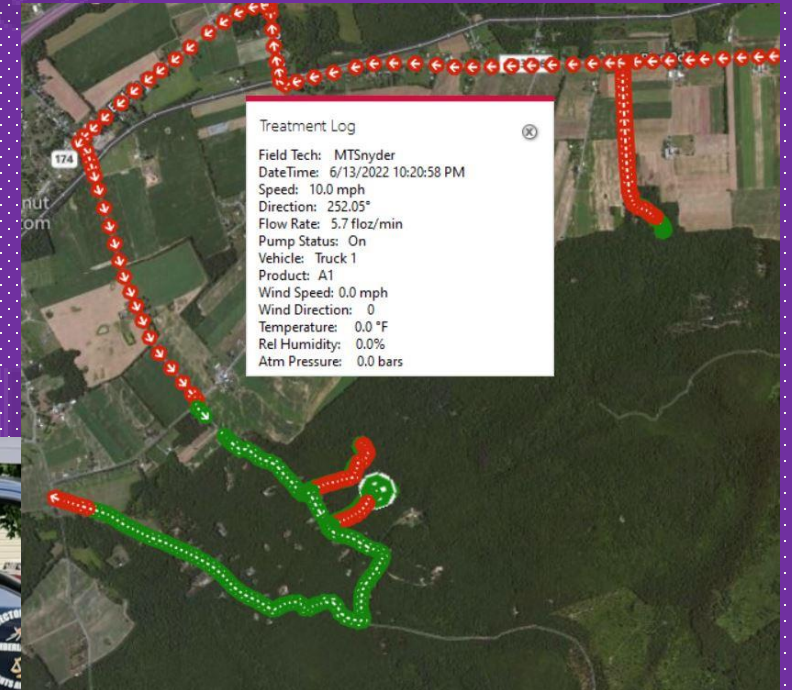 Treatment Log
Field Tech: MTSnyder
DateTime: 6/13/2022 10:20:58 PM
Speed: 10.0 mph
Direction: 252.05°
Flow Rate: 5.7 floz/min
Pump Status: On
Vehicle: Truck 1
Product: A1
Wind Speed: 0.0 mph
Wind Direction: 0
Temperature: 0.0 °F
Rel Humidity: 0.0%
Atm Pressure: 0.0 bars
174
nut
om